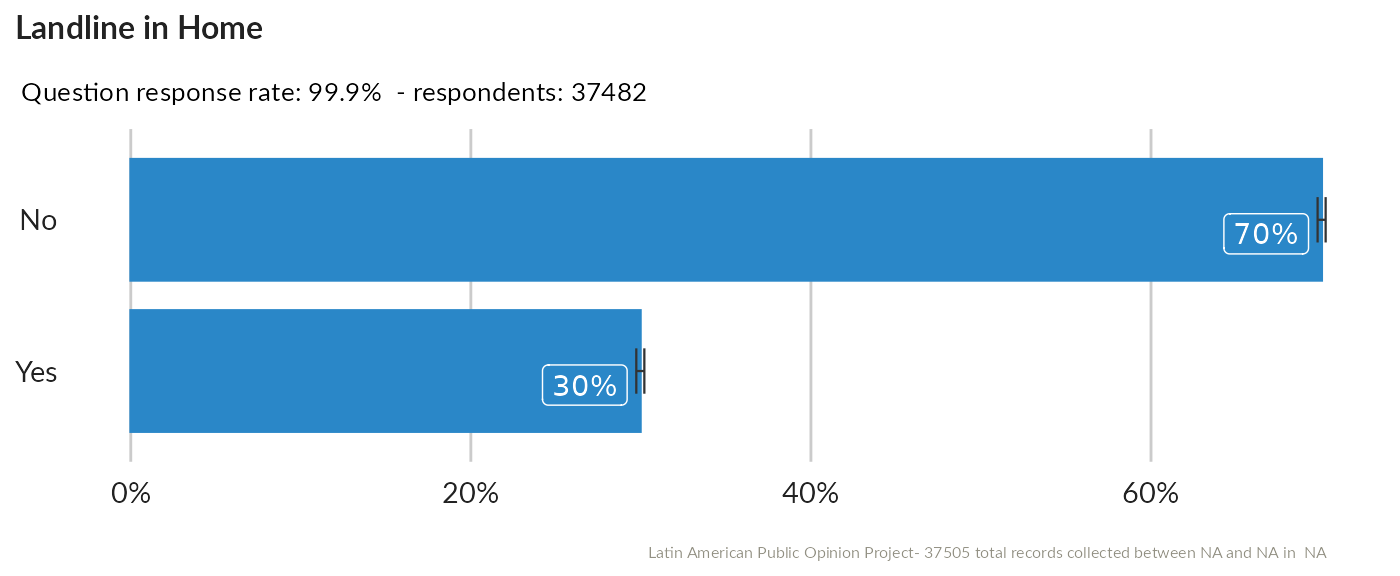 Landline in Home
Question response rate: 99.9%  - respondents: 37482
No
70%
Yes
30%
0% 20% 40% 60%
Latin American Public Opinion Project- 37505 total records collected between NA and NA in  NA